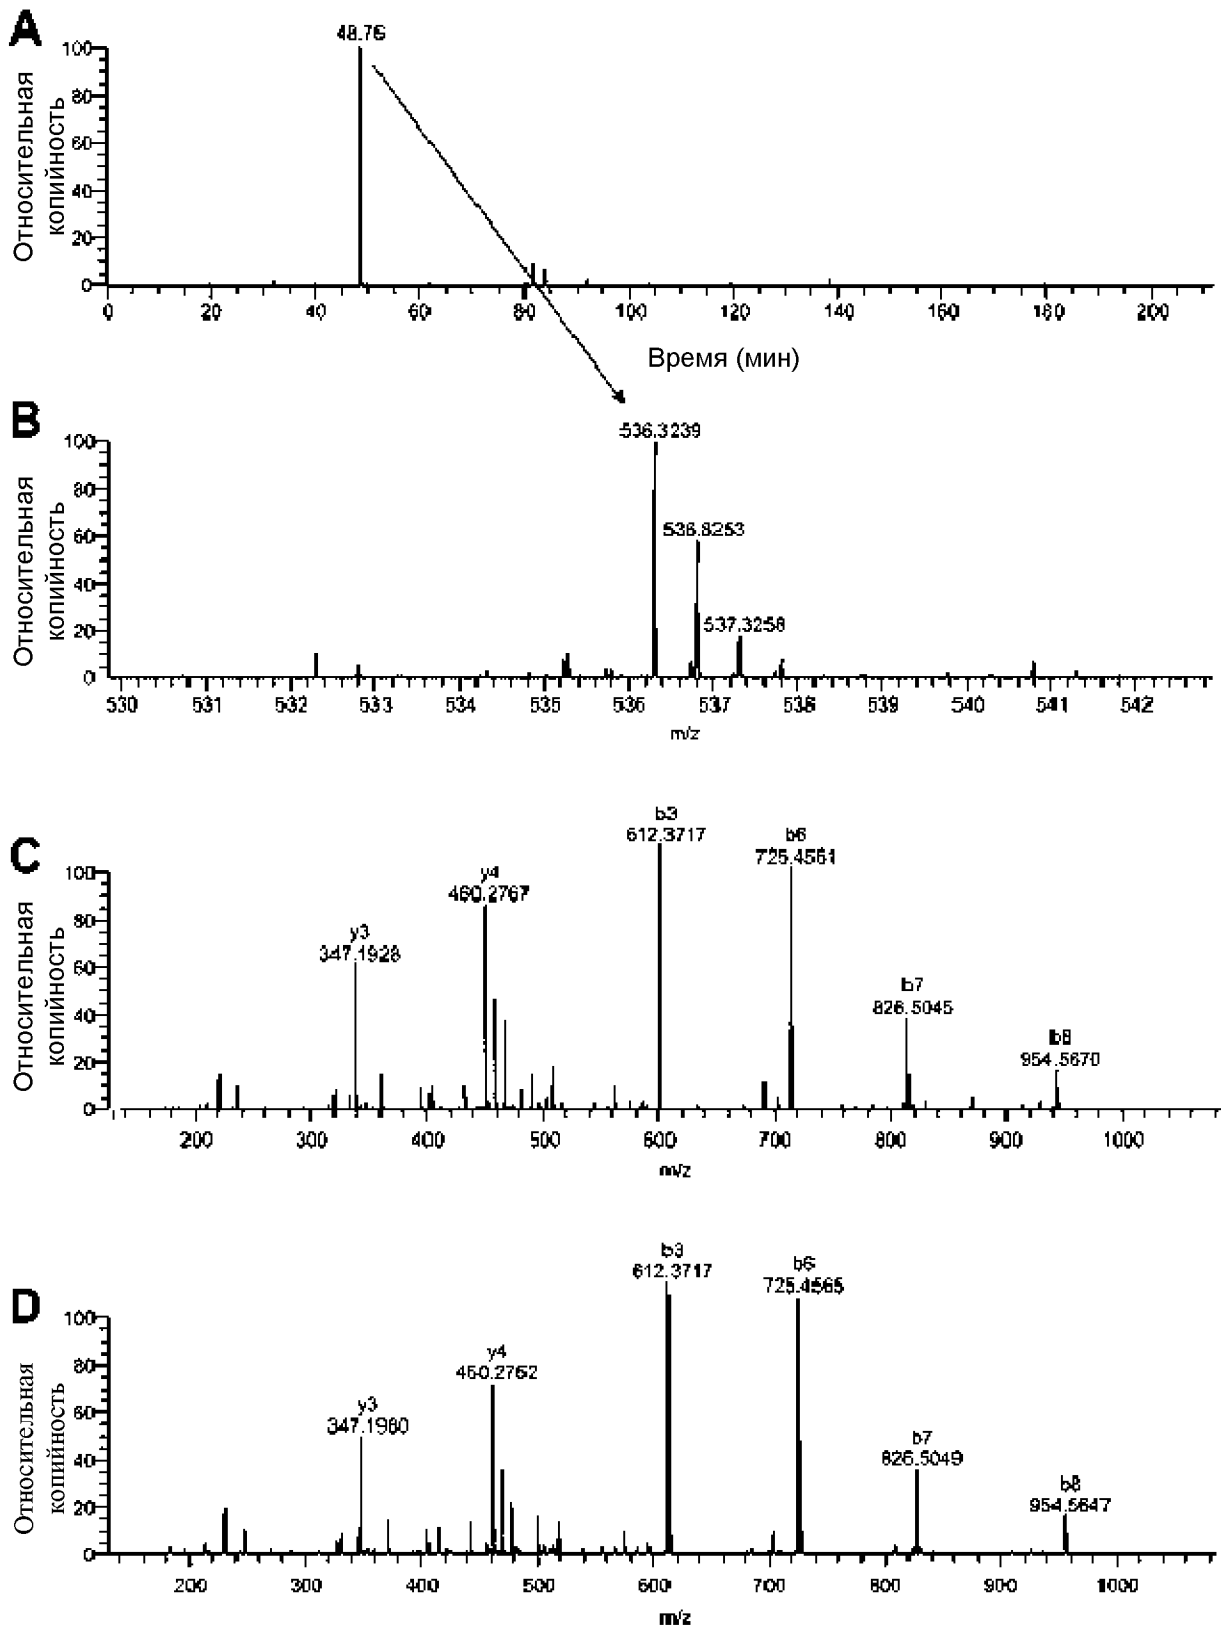 A
48.76
Относительная
копийность
100
80
60
40
20
0
0 20 40 60 80 100 120 140 160 180 200
Время (мин)
B
536.3239
536.8253
537.3258
Относительная
копийность
100
80
60
40
20
0
530 531 532 533 534 535 536 537 538 539 540 541 542
m/z
C
b3
612.3717
b6
725.4561
y4
460.2767
y3
347.1928
b7
826.5045
b8
954.5670
Относительная
копийность
100
80
60
40
20
0
200 300 400 500 600 700 800 900 1000
m/z
D
b3
612.3717
b6
725.4565
y4
460.2762
y3
347.1980
b7
826.5049
b8
954.5647
Относительная
копийность
100
80
60
40
20
0
200 300 400 500 600 700 800 900 1000
m/z